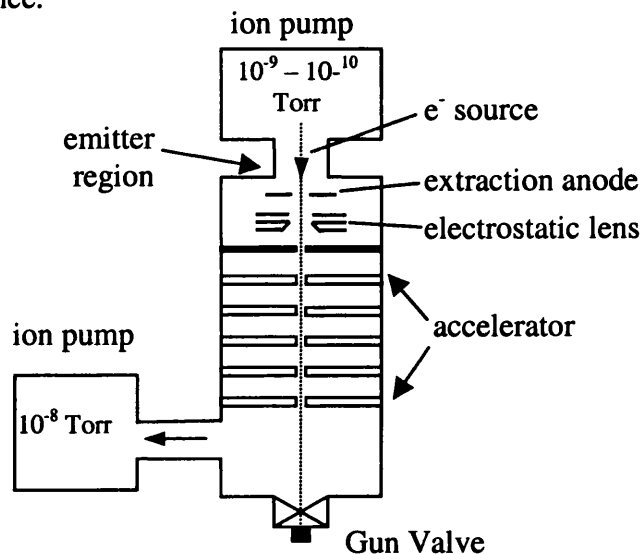 ion pump
10⁻⁹ – 10-¹⁰
Torr
e⁻ source
emitter
region
extraction anode
electrostatic lens
accelerator
ion pump
10⁻⁸ Torr
Gun Valve